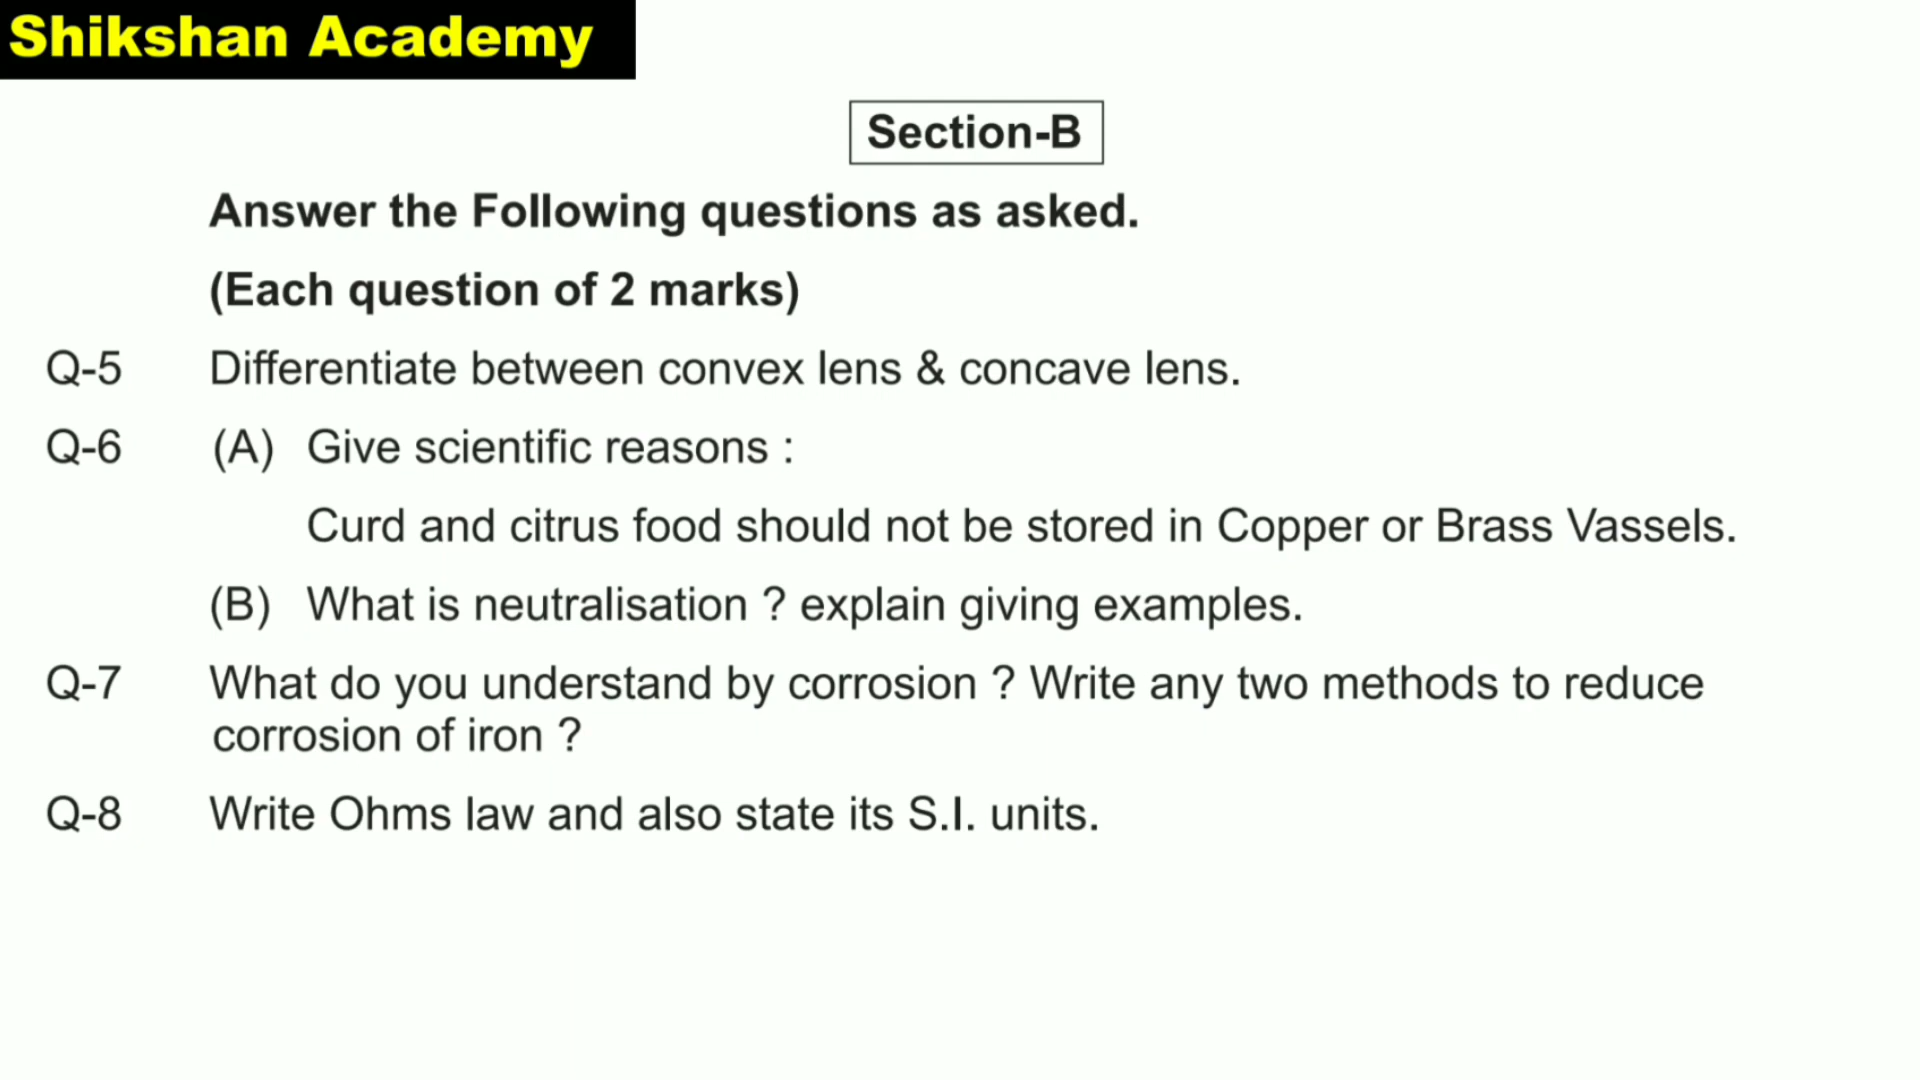 Shikshan Academy
Section-B
Answer the Following questions as asked.
(Each question of 2 marks)
Q-5 Differentiate between convex lens & concave lens.
Q-6 (A) Give scientific reasons :
Curd and citrus food should not be stored in Copper or Brass Vassels.
(B) What is neutralisation ? explain giving examples.
Q-7 What do you understand by corrosion ? Write any two methods to reduce
corrosion of iron ?
Q-8 Write Ohms law and also state its S.I. units.